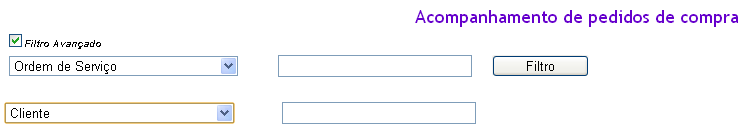 Acompanhamento de pedidos de compra
Filtro Avançado
Ordem de Serviço
Filtro
Cliente